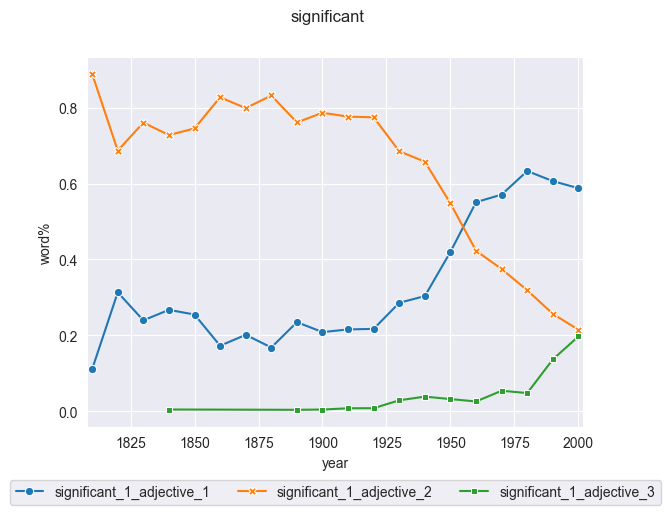 significant
0.8
0.6
0.4
0.2
0.0
word%
1825 1850 1875 1900 1925 1950 1975 2000
year
significant_1_adjective_1 significant_1_adjective_2 significant_1_adjective_3